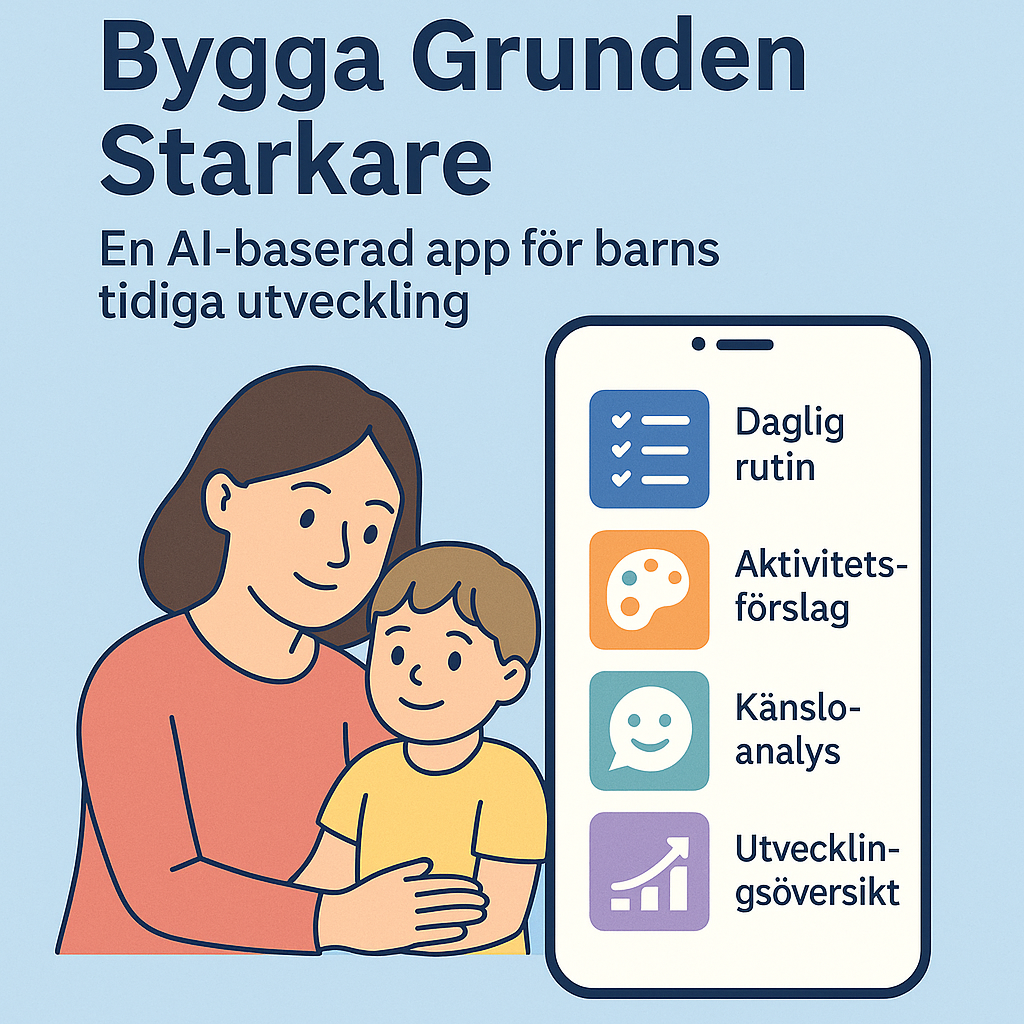 Bygga Grunden
Starkare
En AI-baserad app för barns
tidiga utveckling
Daglig
rutin
Aktivitets-
förslag
Känslo-
analys
Utvecklin-
gsöversikt